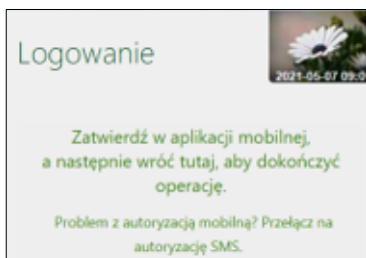 Logowanie
2021-05-07 09:0
Zatwierdź w aplikacji mobilnej,
a następnie wróć tutaj, aby dokończyć
operację.
Problem z autoryzacją mobilną? Przełącz na
autoryzację SMS.